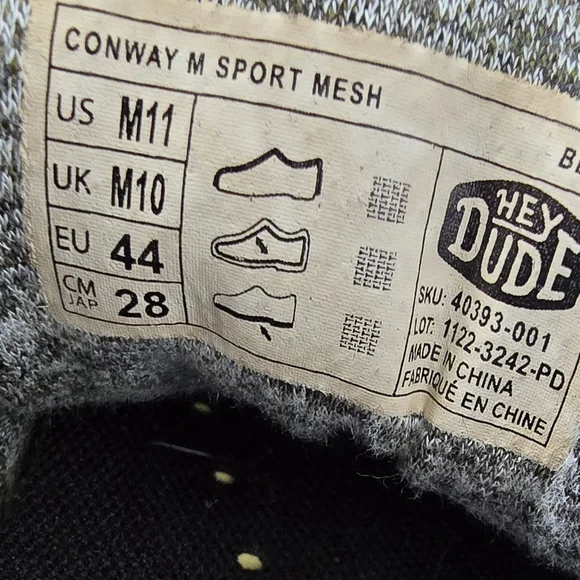 CONWAY M SPORT MESH
US M11
UK M10
EU 44
CM JAP 28
HEY
DUDE
SKU: 40393-001
LOT: 1122-3242-PD
MADE IN CHINA
FABRIQUÉ EN CHINE